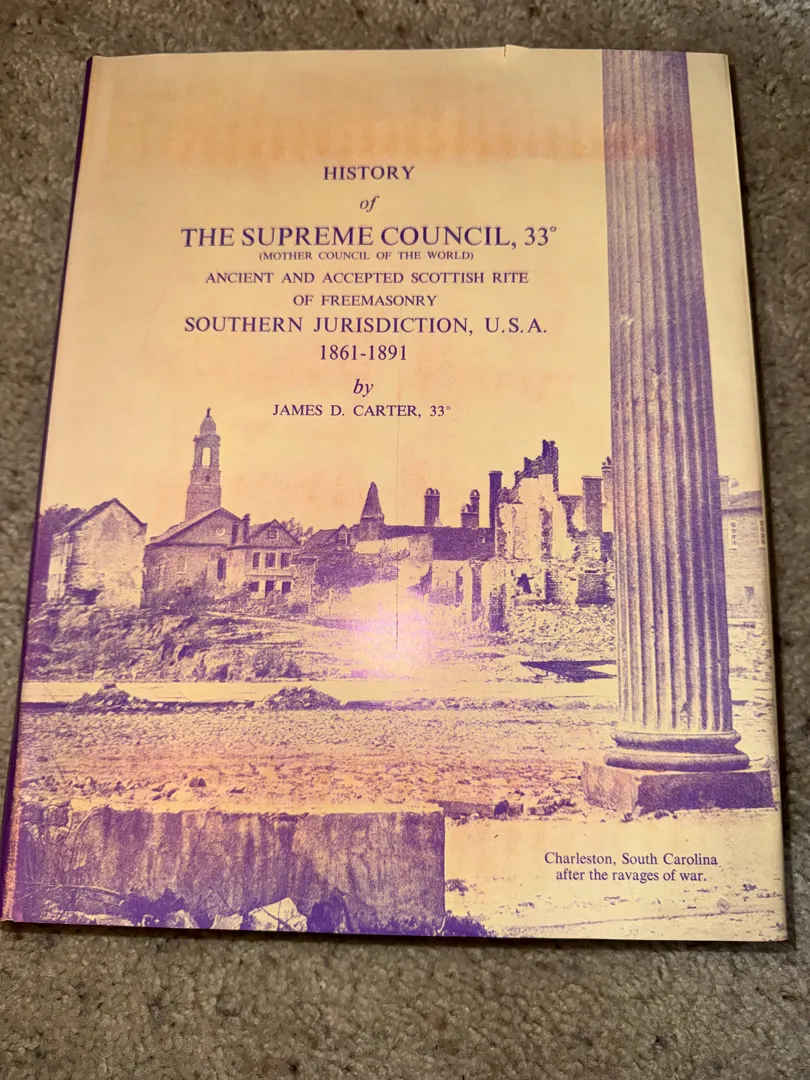 HISTORY
of
THE SUPREME COUNCIL, 33°
(MOTHER COUNCIL OF THE WORLD)
ANCIENT AND ACCEPTED SCOTTISH RITE
OF FREEMASONRY
SOUTHERN JURISDICTION, U.S.A.
1861-1891
by
JAMES D. CARTER, 33°
Charleston, South Carolina
after the ravages of war.